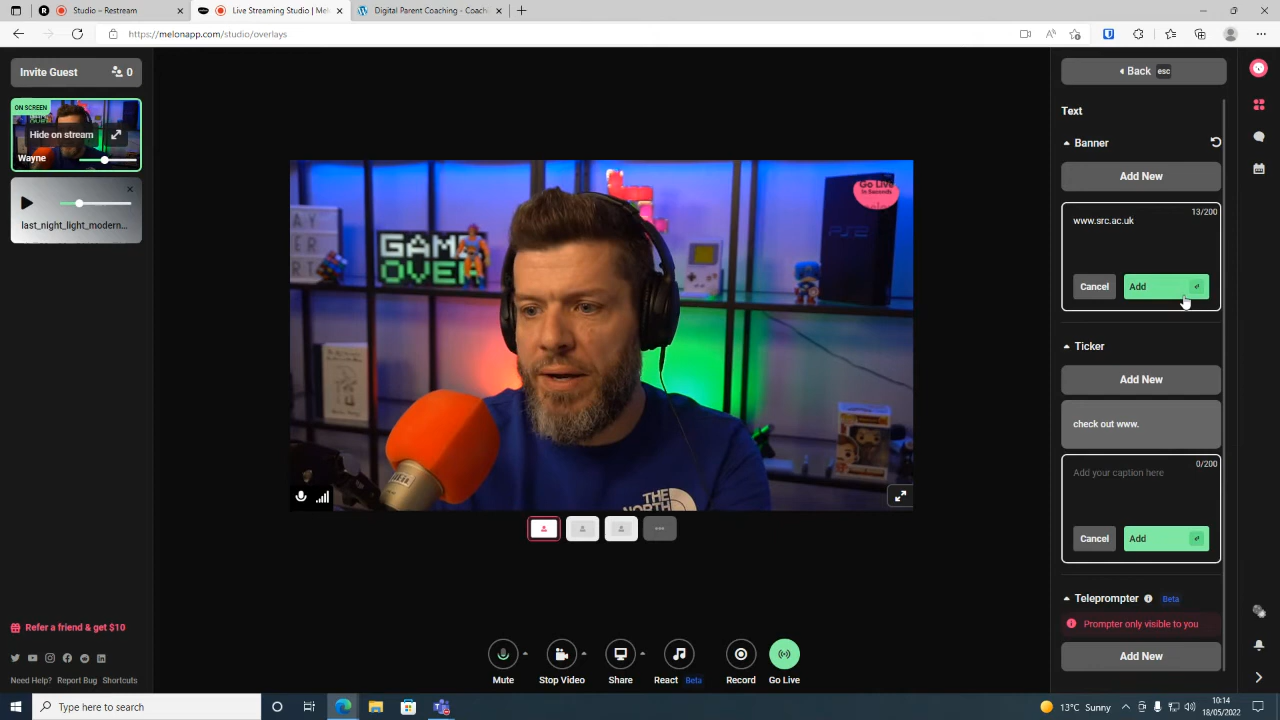 Studio – Restream
Live Streaming Studio | Mel
Digital Parent Coaching - Coach
https://melonapp.com/studio/overlays
Invite Guest
0
Back
esc
ON SCREEN
Hide on stream
Wayne
last_night_light_modern...
Text
Banner
Add New
13/200
www.src.ac.uk
Cancel
Add
Ticker
Add New
check out www.
0/200
Add your caption here
Cancel
Add
Teleprompter
Beta
Prompter only visible to you
Add New
Go Live
In Seconds
GAME
OVER
PS2
THE
NORTH
Refer a friend & get $10
Need Help?
Report Bug
Shortcuts
Mute
Stop Video
Share
React
Beta
Record
Go Live
Type here to search
13°C Sunny
10:14
18/05/2022